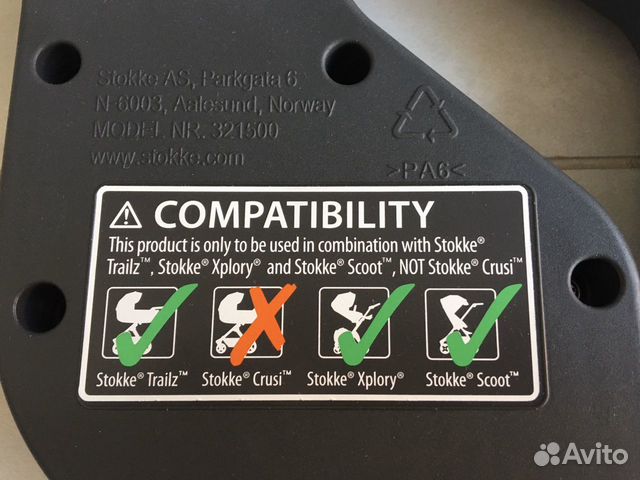 Stokke AS, Parkgata 6
N-6003, Aalesund, Norway
MODEL NR. 321500
www.stokke.com
>PA6<
COMPATIBILITY
This product is only to be used in combination with Stokke®
Trailz™, Stokke® Xplory® and Stokke® Scoot™, NOT Stokke® Crusi™
Stokke® Trailz™ Stokke® Crusi™ Stokke® Xplory® Stokke® Scoot™
Avito